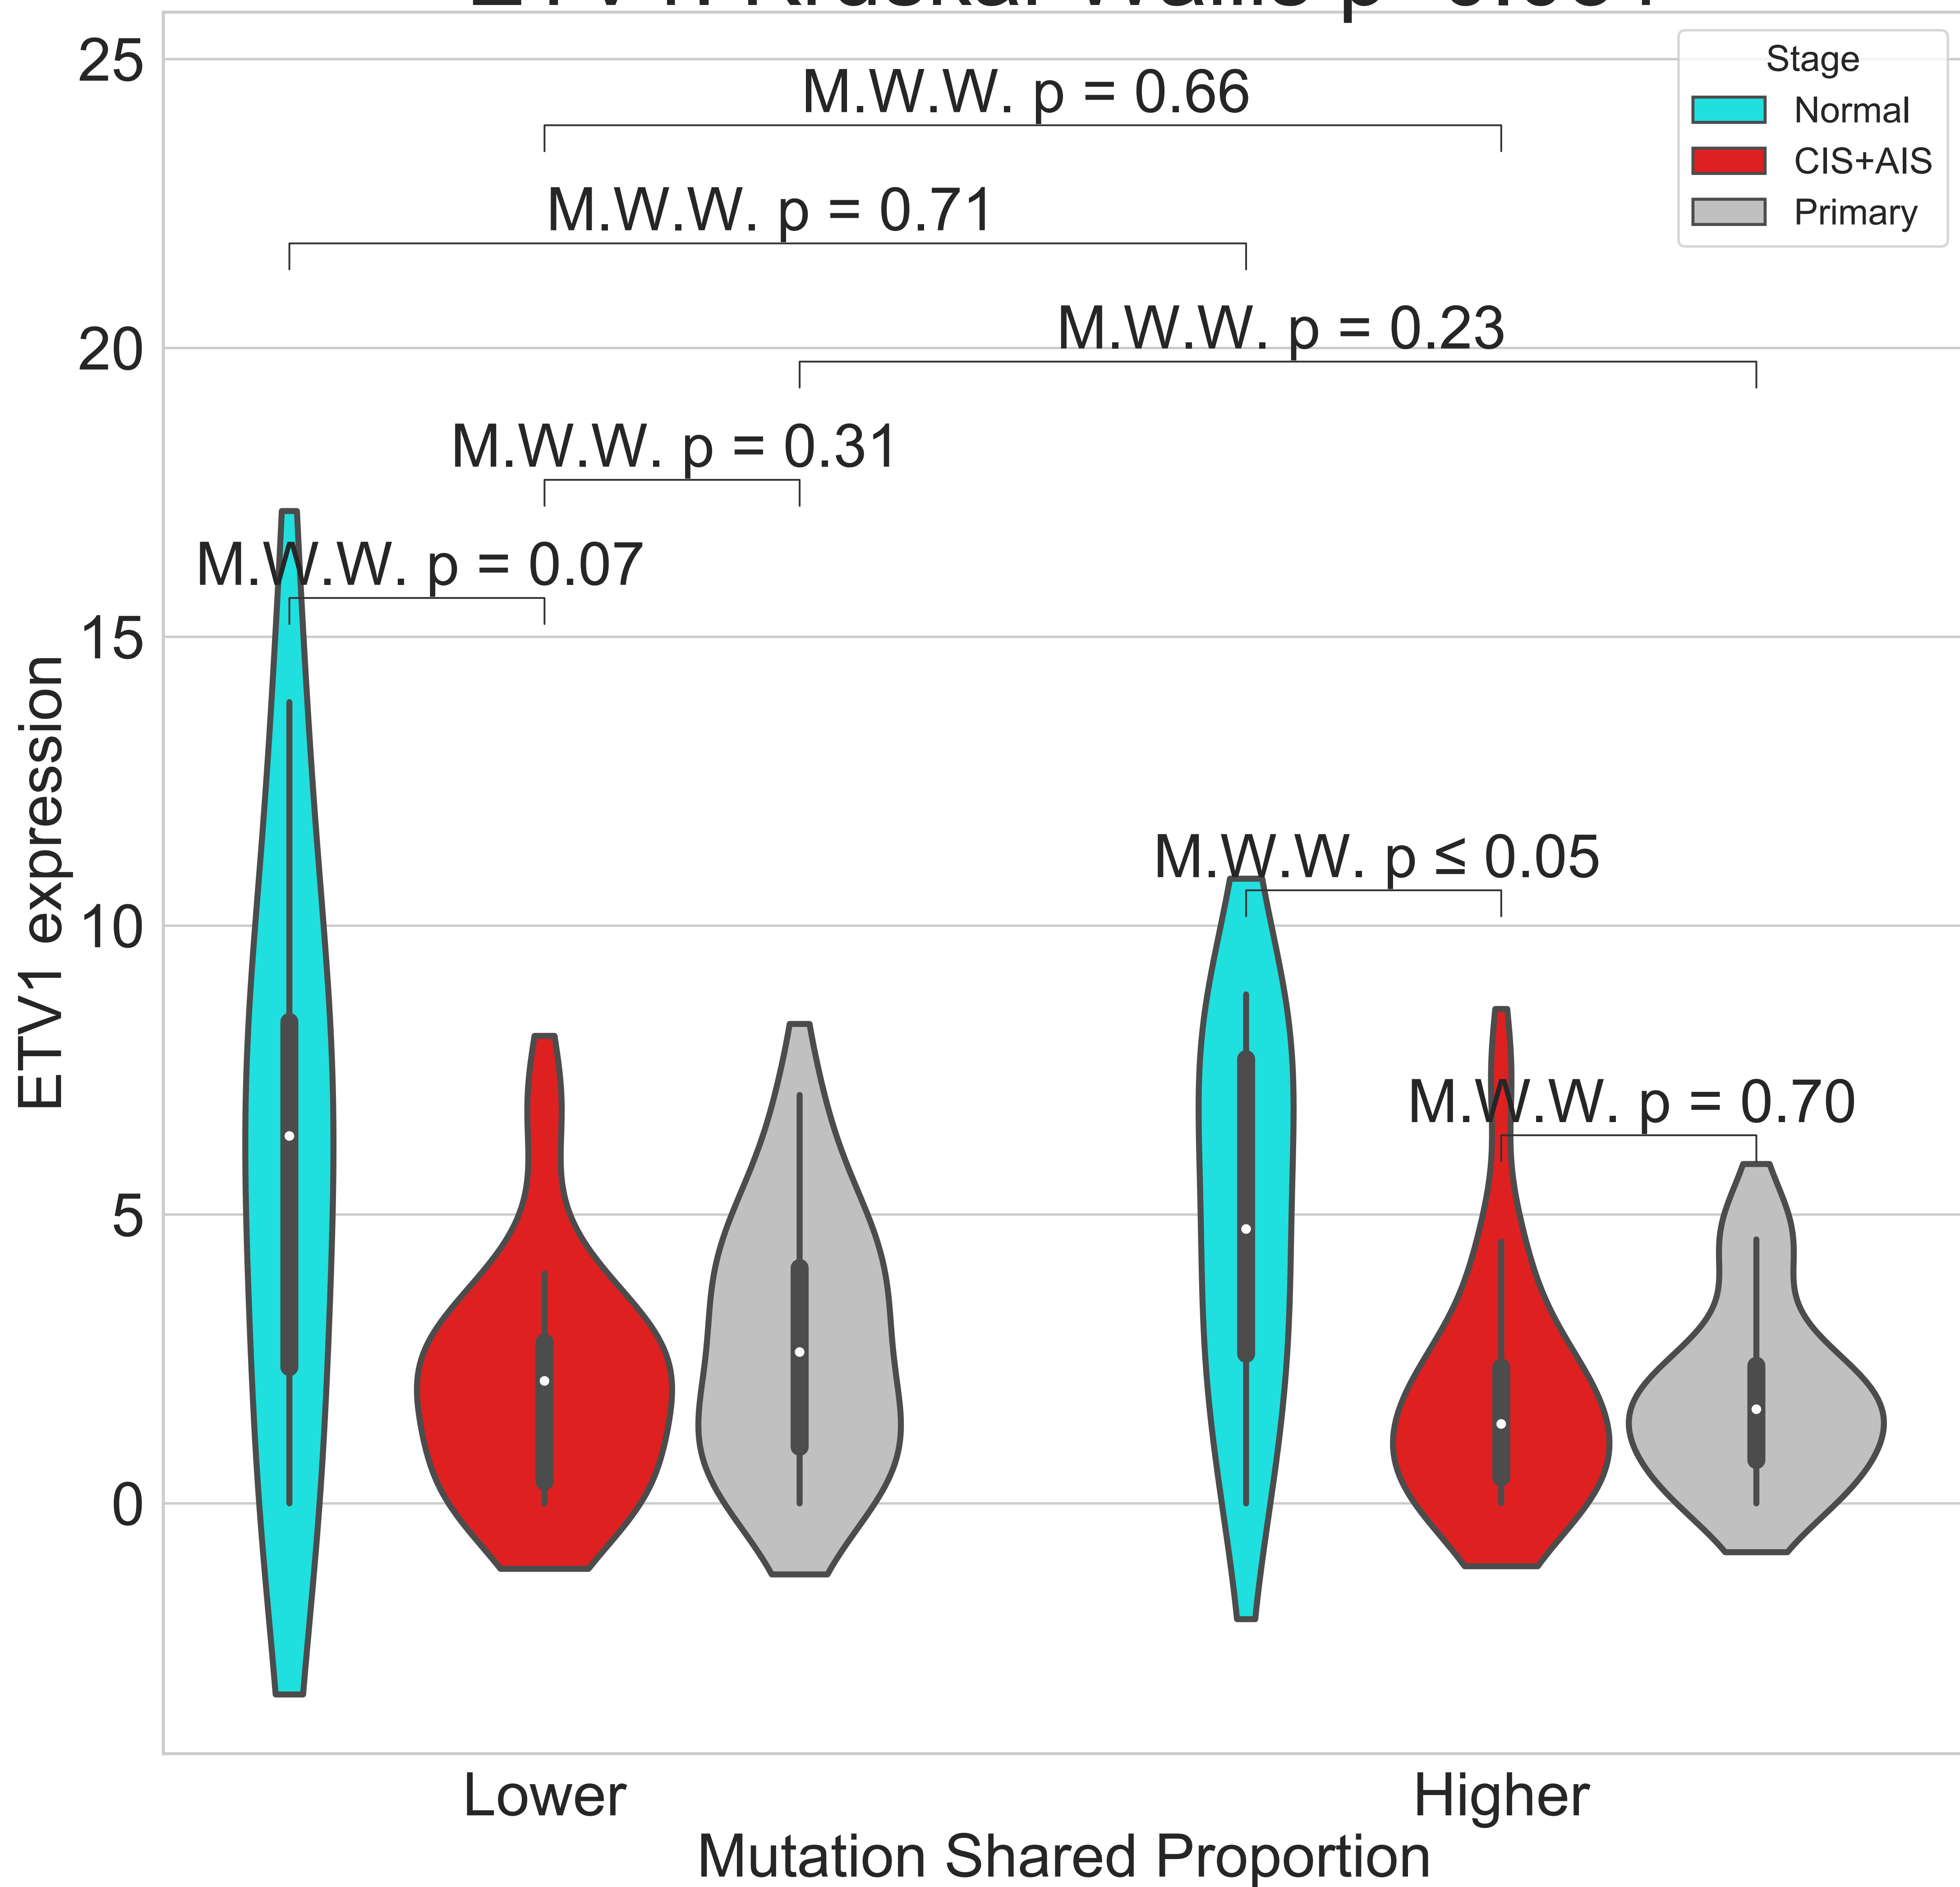 Stage
Normal
CIS+AIS
Primary
M.W.W. p = 0.66
M.W.W. p = 0.71
M.W.W. p = 0.23
M.W.W. p = 0.31
M.W.W. p = 0.07
M.W.W. p ≤ 0.05
M.W.W. p = 0.70
25
20
15
10
5
0
ETV1 expression
Lower
Higher
Mutation Shared Proportion